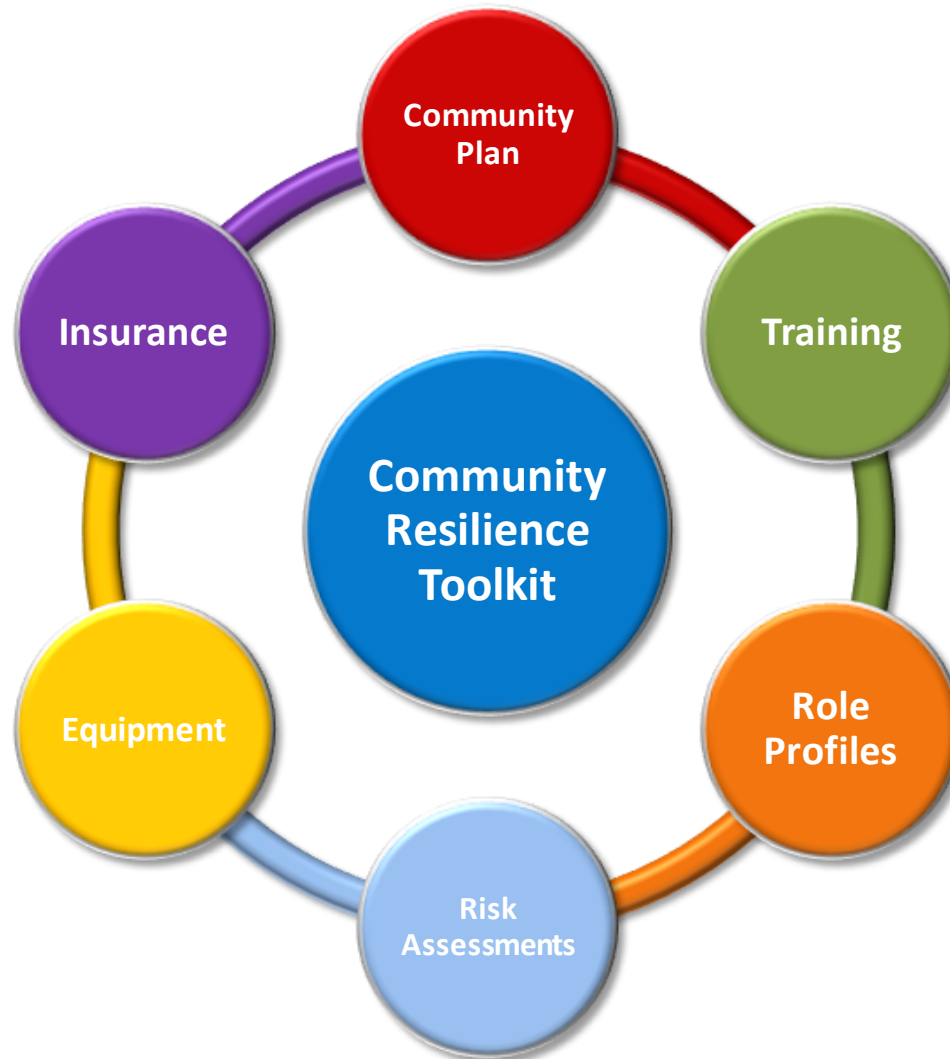 Community
Plan
Training
Role
Profiles
Risk
Assessments
Equipment
Insurance
Community
Resilience
Toolkit